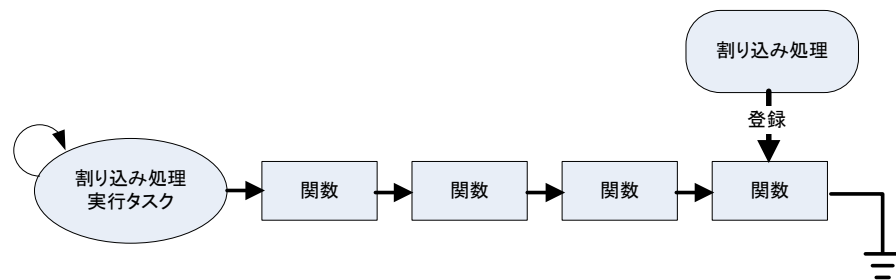 割り込み処理
登録
割り込み処理
実行タスク
関数
関数
関数
関数